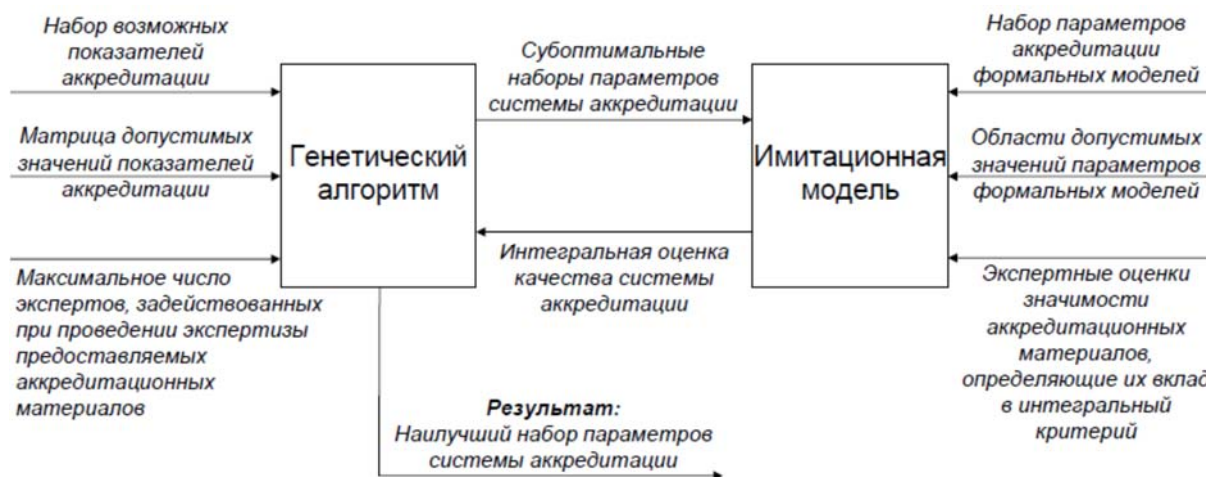 Набор возможных
показателей
аккредитации
Матрица допустимых
значений показателей
аккредитации
Максимальное число
экспертов, задействованных
при проведении экспертизы
предоставляемых
аккредитационных
материалов
Генетический
алгоритм
Субоптимальные
наборы параметров
системы аккредитации
Интегральная оценка
качества системы
аккредитации
Результат:
Наилучший набор параметров
системы аккредитации
Имитационная
модель
Набор параметров
аккредитации
формальных моделей
Области допустимых
значений параметров
формальных моделей
Экспертные оценки
значимости
аккредитационных
материалов,
определяющие их вклад
в интегральный
критерий